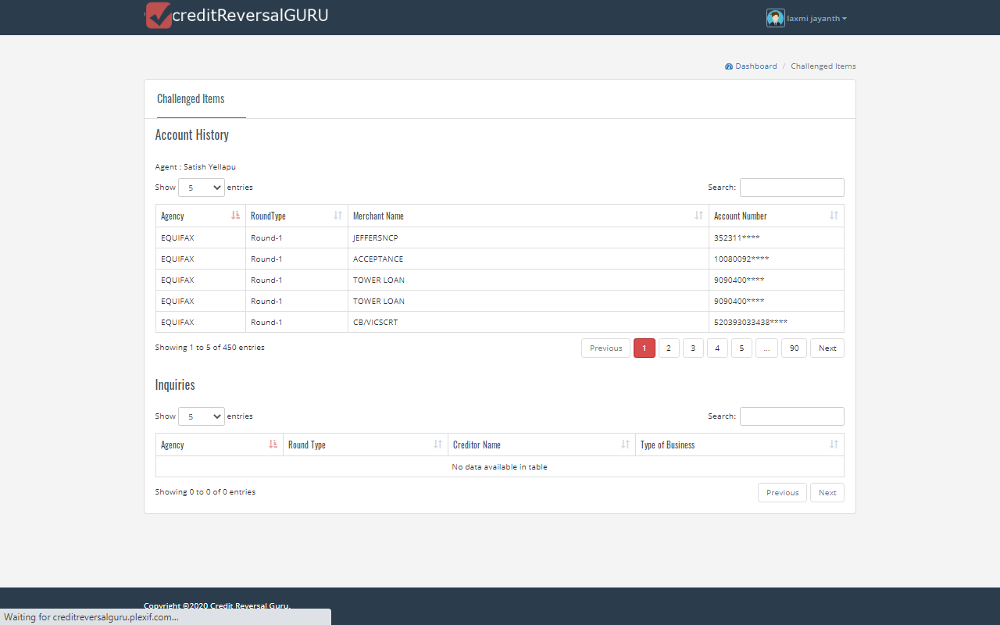 creditReversalGURU
laxmi jayanth
Dashboard / Challenged Items
Challenged Items
Account History
Agent : Satish Yellapu
Show 5 entries Search:
Agency RoundType Merchant Name Account Number
EQUIFAX Round-1 JEFFERSNCP 352311****
EQUIFAX Round-1 ACCEPTANCE 10080092****
EQUIFAX Round-1 TOWER LOAN 9090400****
EQUIFAX Round-1 TOWER LOAN 9090400****
EQUIFAX Round-1 CB/VICSCRT 520393033438****
Showing 1 to 5 of 450 entries Previous 1 2 3 4 5 ... 90 Next
Inquiries
Show 5 entries Search:
Agency Round Type Creditor Name Type of Business
No data available in table
Showing 0 to 0 of 0 entries Previous Next
Copyright ©2020 Credit Reversal Guru.
Waiting for creditreversalguru.plexif.com...